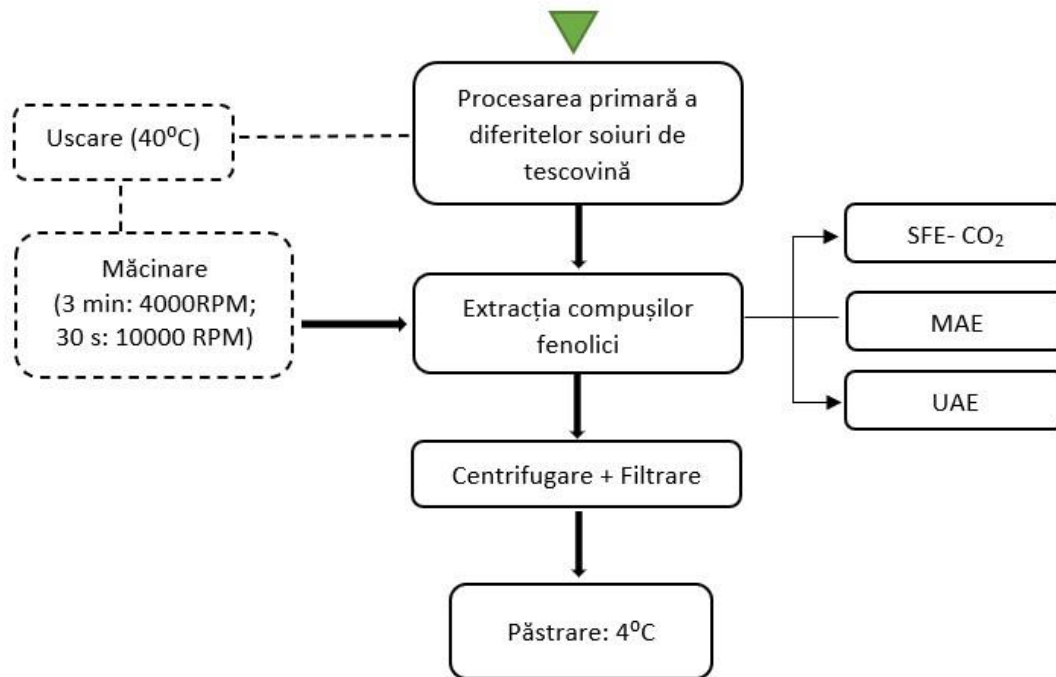 Procesarea primară a
diferitelor soiuri de
tescovină
Uscare (40⁰C)
Măcinare
(3 min: 4000RPM;
30 s: 10000 RPM)
Extracția compușilor
fenolici
SFE- CO₂
MAE
UAE
Centrifugare + Filtrare
Păstrare: 4⁰C